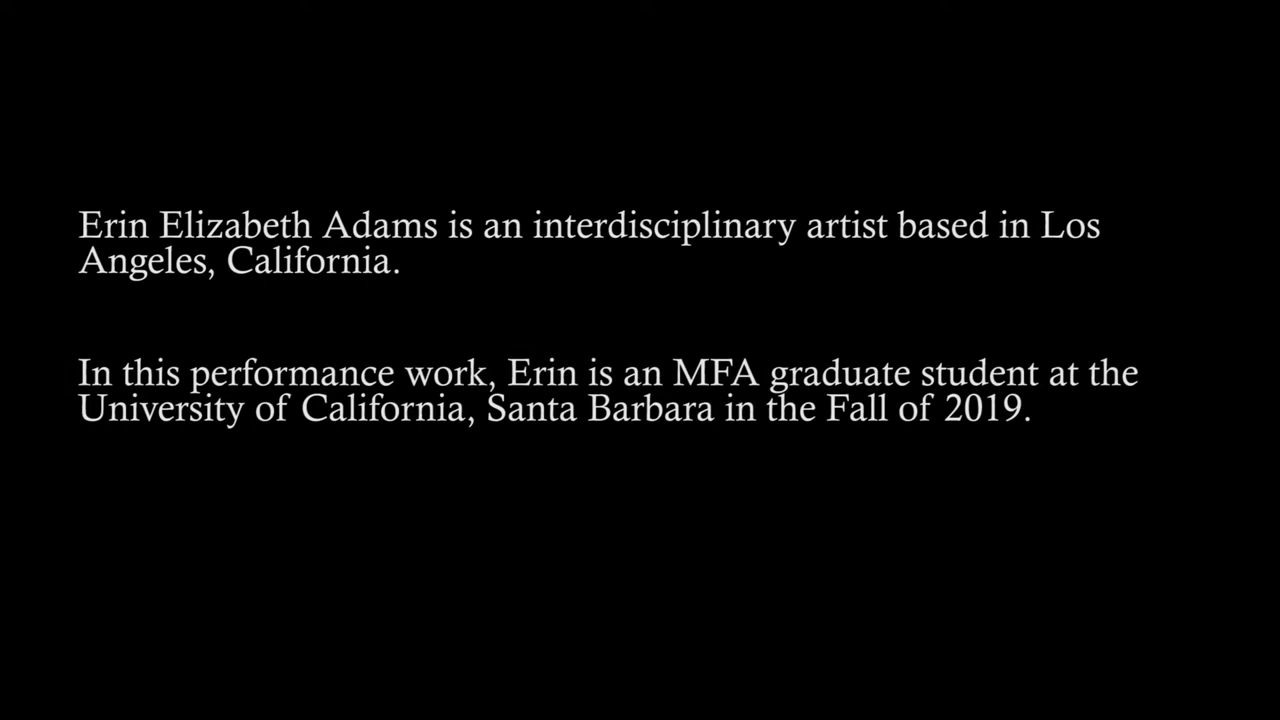 Erin Elizabeth Adams is an interdisciplinary artist based in Los
Angeles, California.
In this performance work, Erin is an MFA graduate student at the
University of California, Santa Barbara in the Fall of 2019.